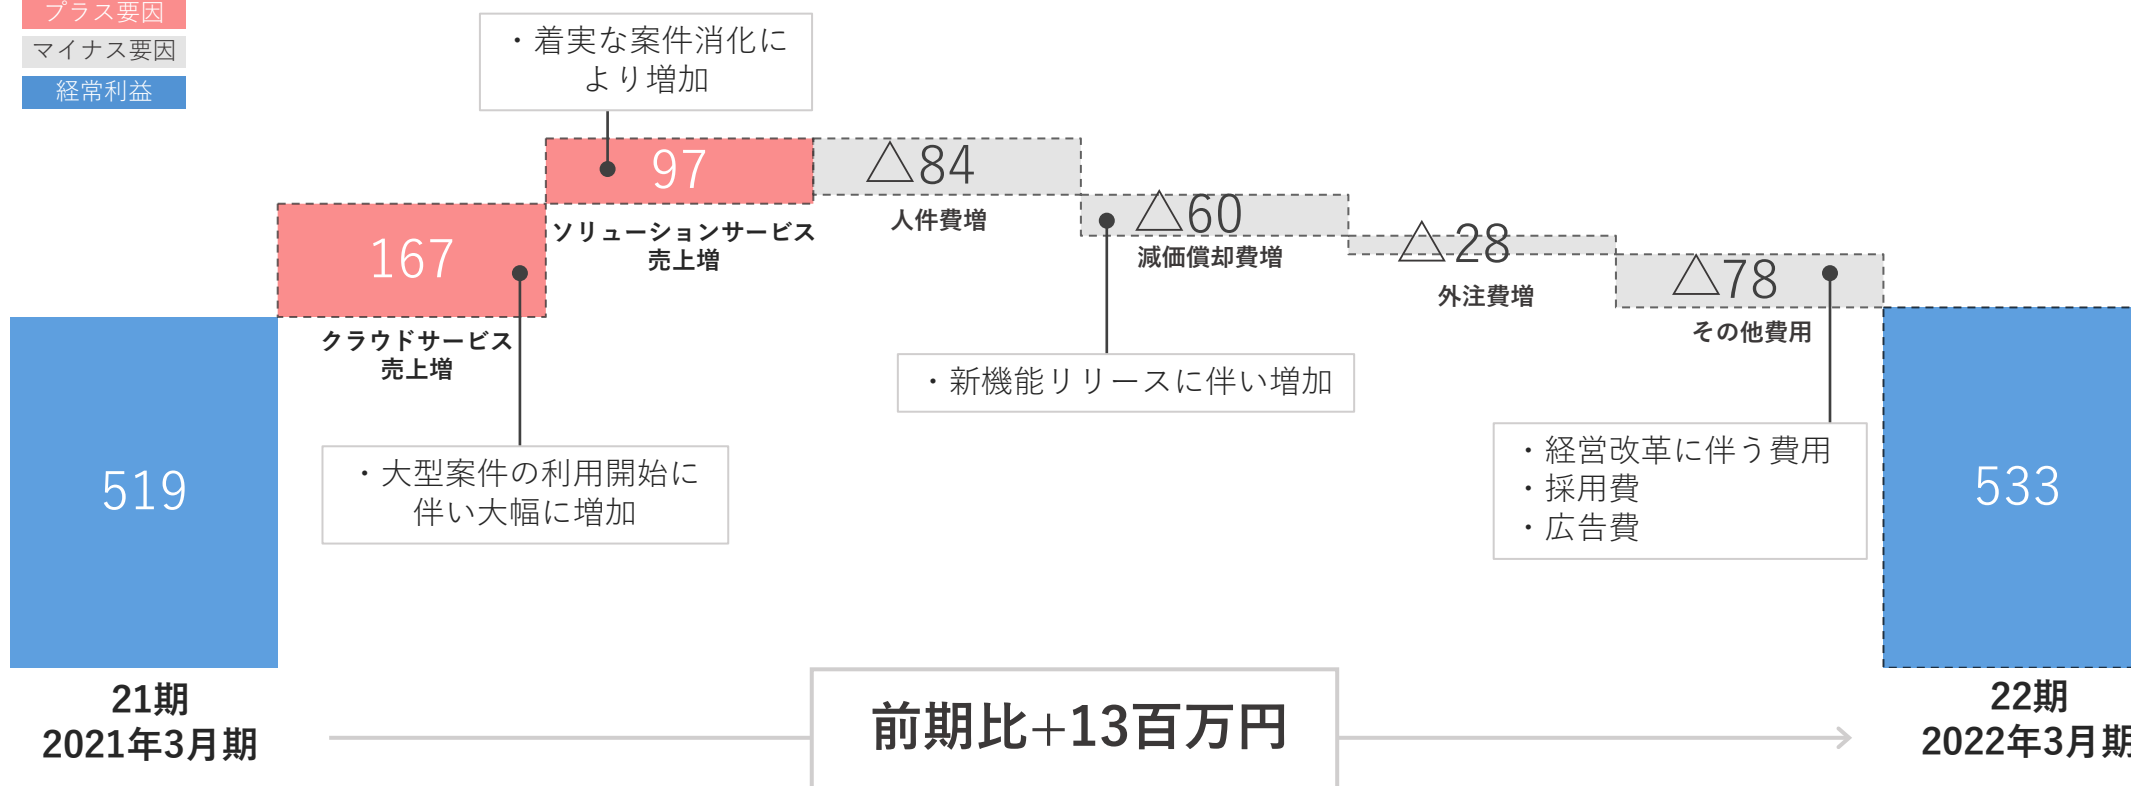 プラス要因
マイナス要因
経常利益
・着実な案件消化に
より増加
97
ソリューションサービス
売上増
167
クラウドサービス
売上増
・大型案件の利用開始に
伴い大幅に増加
△84
人件費増
△60
減価償却費増
・新機能リリースに伴い増加
△28
外注費増
△78
その他費用
・経営改革に伴う費用
・採用費
・広告費
519
21期
2021年3月期
前期比+13百万円
533
22期
2022年3月期